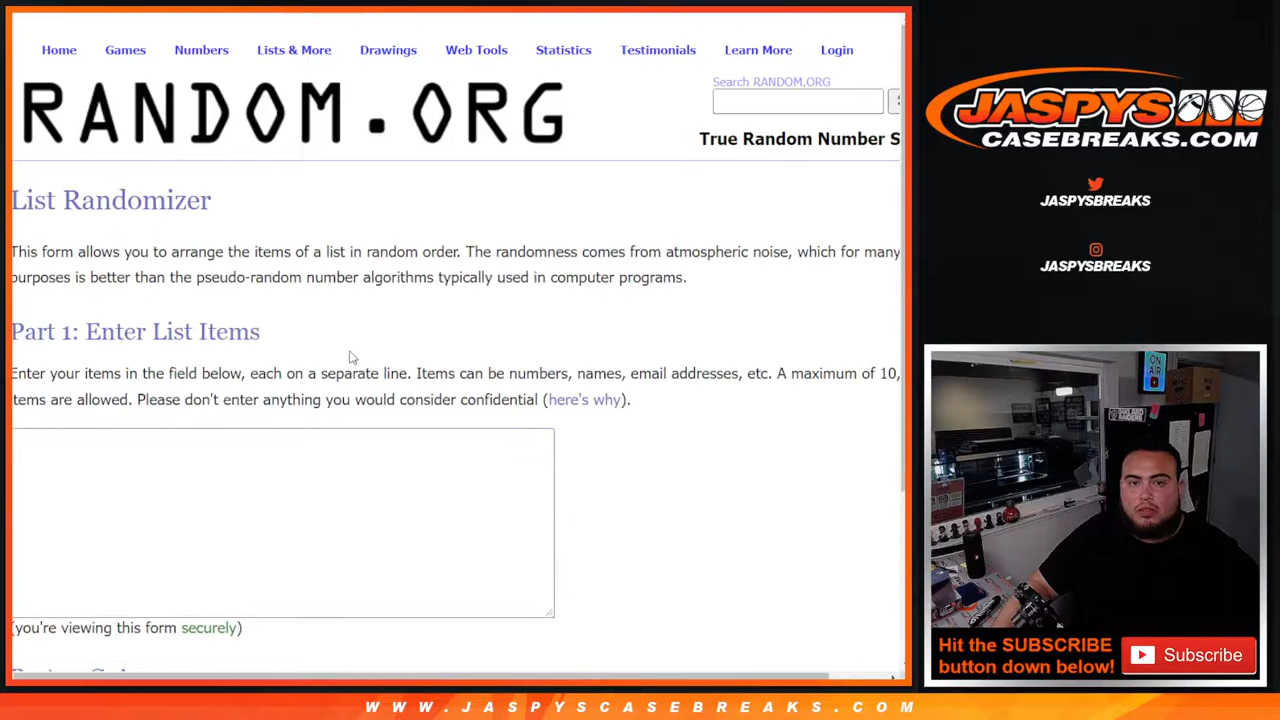 Home Games Numbers Lists & More Drawings Web Tools Statistics Testimonials Learn More Login
RANDOM.ORG
Search RANDOM.ORG
True Random Number S
List Randomizer
This form allows you to arrange the items of a list in random order. The randomness comes from atmospheric noise, which for many
purposes is better than the pseudo-random number algorithms typically used in computer programs.
Part 1: Enter List Items
Enter your items in the field below, each on a separate line. Items can be numbers, names, email addresses, etc. A maximum of 10,
items are allowed. Please don't enter anything you would consider confidential (here's why).
(you're viewing this form securely)
JASPYS
CASEBREAKS.COM
JASPYSBREAKS
JASPYSBREAKS
ON
AIR
Hit the SUBSCRIBE
button down below!
Subscribe
WWW.JASPYSCASEBREAKS.COM